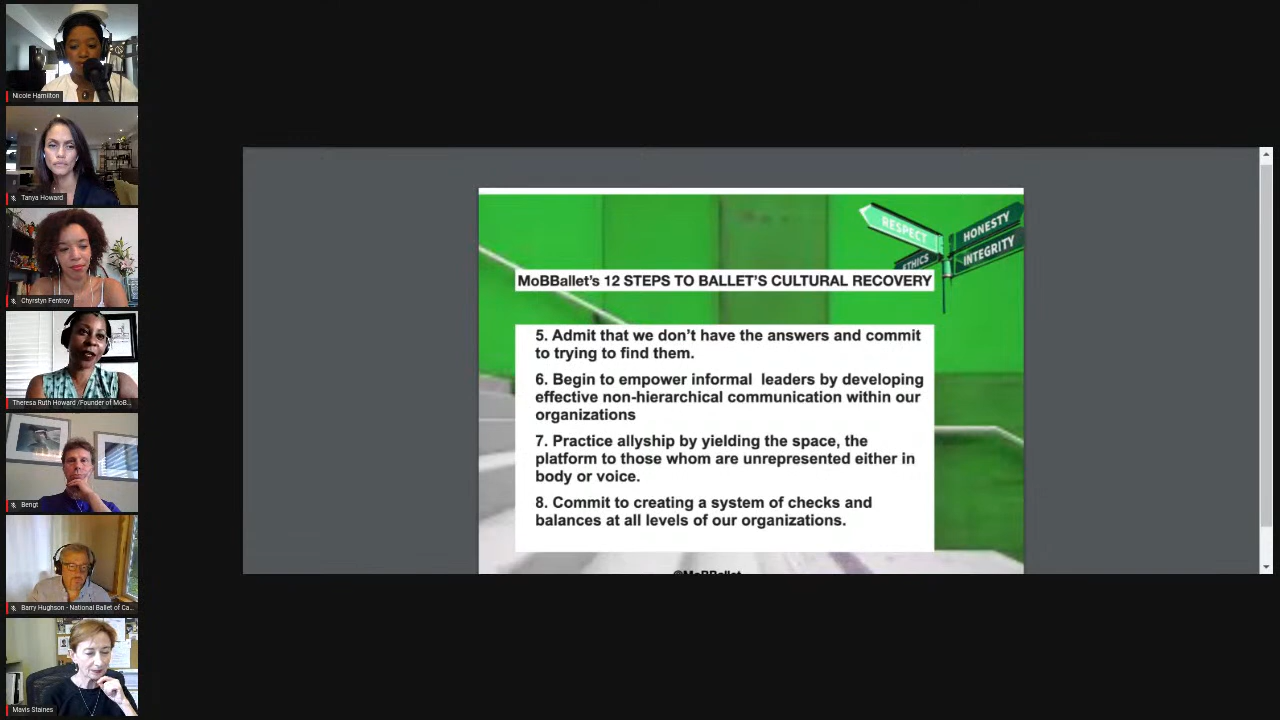 Nicole Hamilton
Tanya Howard
Chyrstyn Fentroy
Theresa Ruth Howard /Founder of MoB...
Bengt
Barry Hughson - National Ballet of Ca...
Mavis Staines
RESPECT
HONESTY
ETHICS
INTEGRITY
MoBBallet's 12 STEPS TO BALLET'S CULTURAL RECOVERY
5. Admit that we don't have the answers and commit
to trying to find them.
6. Begin to empower informal leaders by developing
effective non-hierarchical communication within our
organizations
7. Practice allyship by yielding the space, the
platform to those whom are unrepresented either in
body or voice.
8. Commit to creating a system of checks and
balances at all levels of our organizations.
@MoBBallet